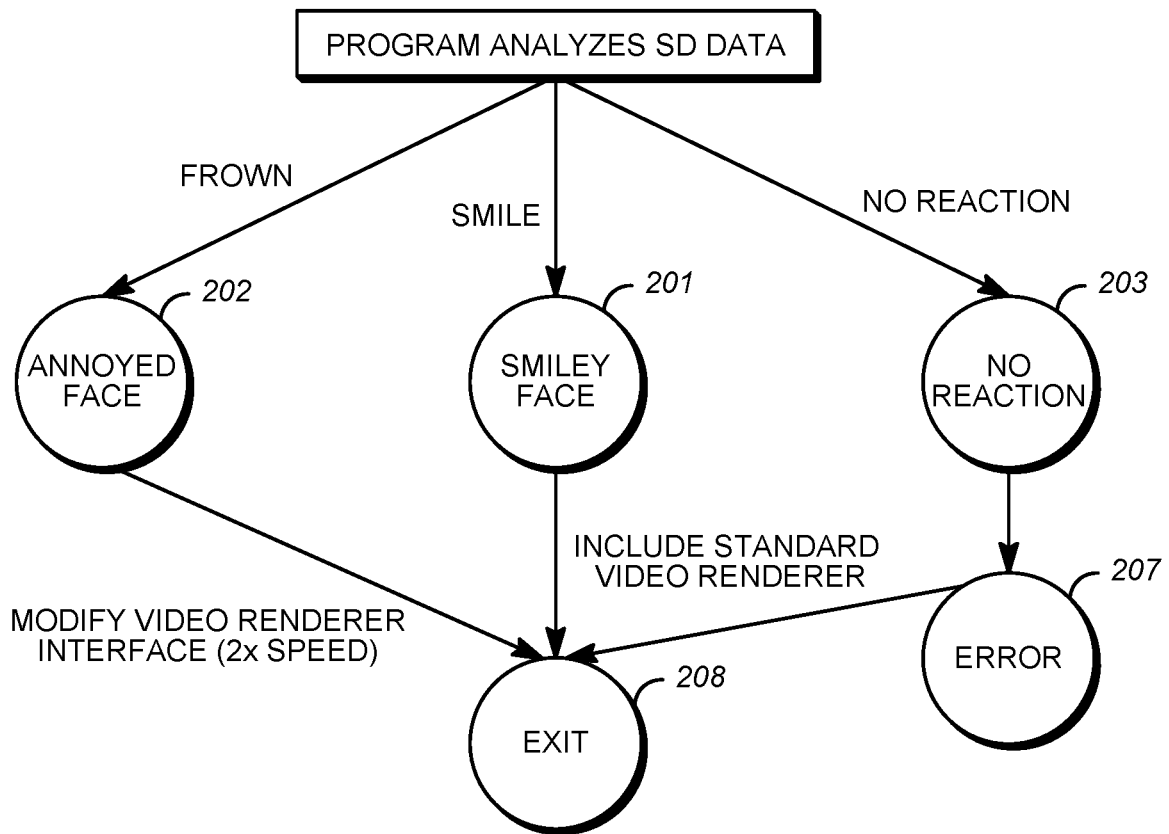 PROGRAM ANALYZES SD DATA
FROWN
SMILE
NO REACTION
202
201
203
ANNOYED
FACE
SMILEY
FACE
NO
REACTION
INCLUDE STANDARD
VIDEO RENDERER
207
MODIFY VIDEO RENDERER
INTERFACE (2x SPEED)
ERROR
208
EXIT